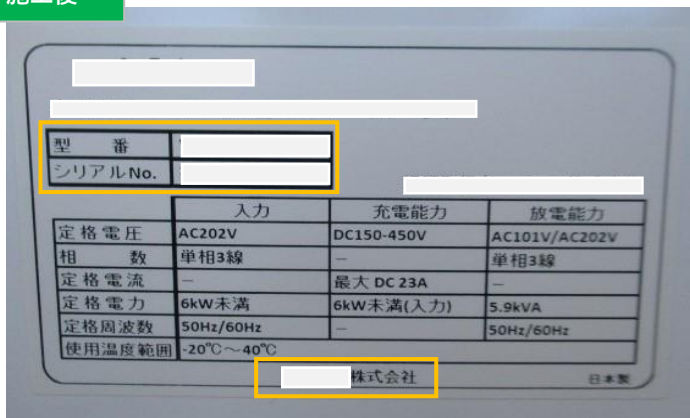 施工後
型 番
シリアルNo.
入力 充電能力 放電能力
定格電圧 AC202V DC150-450V AC101V/AC202V
相 数 単相3線 － 単相3線
定格電流 － 最大 DC 23A －
定格電力 6kW未満 6kW未満(入力) 5.9kVA
定格周波数 50Hz/60Hz － 50Hz/60Hz
使用温度範囲 -20℃～40℃
株式会社 日本製